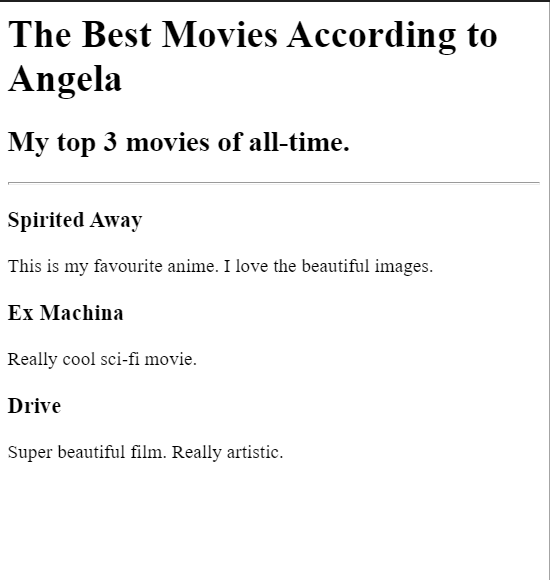 The Best Movies According to
Angela
My top 3 movies of all-time.
Spirited Away
This is my favourite anime. I love the beautiful images.
Ex Machina
Really cool sci-fi movie.
Drive
Super beautiful film. Really artistic.